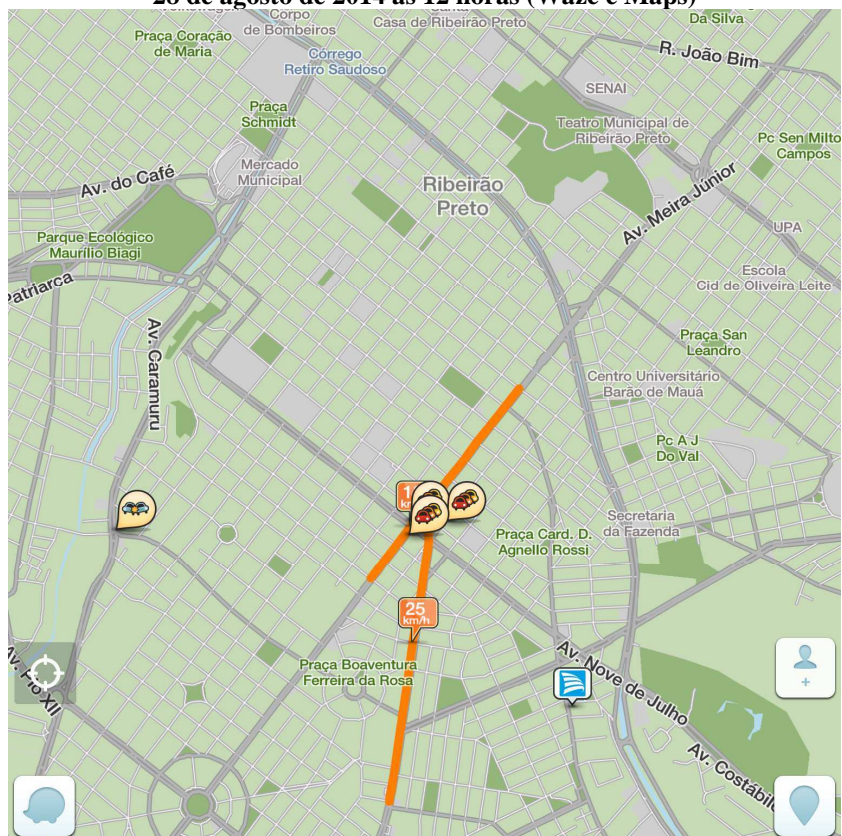 28 de agosto de 2014 às 12 horas (Waze e Maps)
Corpo
de Bombeiros
Casa de Ribeirão Preto
Da Silva
Praça Coração
de Maria
Córrego
Retiro Saudoso
R. João Bim
SENAI
Praça
Schmidt
Teatro Municipal de
Ribeirão Preto
Pc Sen Milto
Campos
Mercado
Municipal
Av. do Café
Ribeirão
Preto
Av. Meira Júnior
UPA
Parque Ecológico
Maurílio Biagi
Escola
Cid de Oliveira Leite
Patriarca
Av. Caramuru
Praça San
Leandro
Centro Universitário
Barão de Mauá
Pc A J
Do Val
Secretaria
da Fazenda
Praça Card. D.
Agnello Rossi
25
km/h
Av. Pio XII
Praça Boaventura
Ferreira da Rosa
Av. Nove de Julho
Av. Costábil